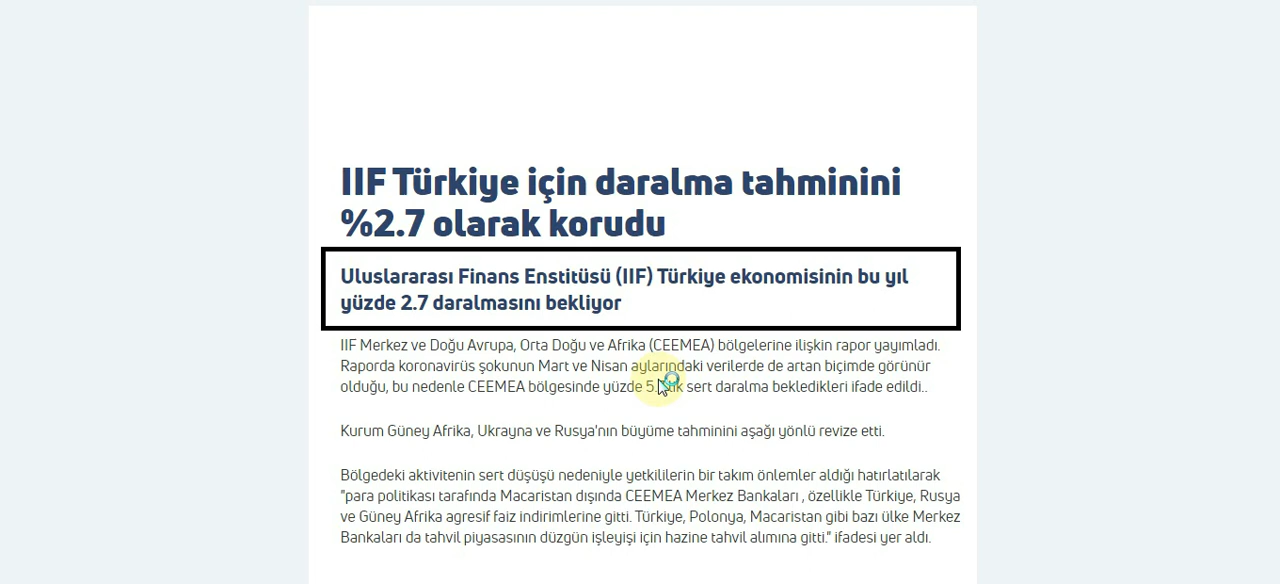 IIF Türkiye için daralma tahminini
%2.7 olarak korudu
Uluslararası Finans Enstitüsü (IIF) Türkiye ekonomisinin bu yıl
yüzde 2.7 daralmasını bekliyor
IIF Merkez ve Doğu Avrupa, Orta Doğu ve Afrika (CEEMEA) bölgelerine ilişkin rapor yayımladı.
Raporda koronavirüs şokunun Mart ve Nisan aylarındaki verilerde de artan biçimde görünür
olduğu, bu nedenle CEEMEA bölgesinde yüzde sert daralma bekledikleri ifade edildi..
Kurum Güney Afrika, Ukrayna ve Rusya'nın büyüme tahminini aşağı yönlü revize etti.
Bölgedeki aktivitenin sert düşüşü nedeniyle yetkililerin bir takım önlemler aldığı hatırlatılarak
"para politikası tarafında Macaristan dışında CEEMEA Merkez Bankaları , özellikle Türkiye, Rusya
ve Güney Afrika agresif faiz indirimlerine gitti. Türkiye, Polonya, Macaristan gibi bazı ülke Merkez
Bankaları da tahvil piyasasının düzgün işleyişi için hazine tahvil alımına gitti." ifadesi yer aldı.